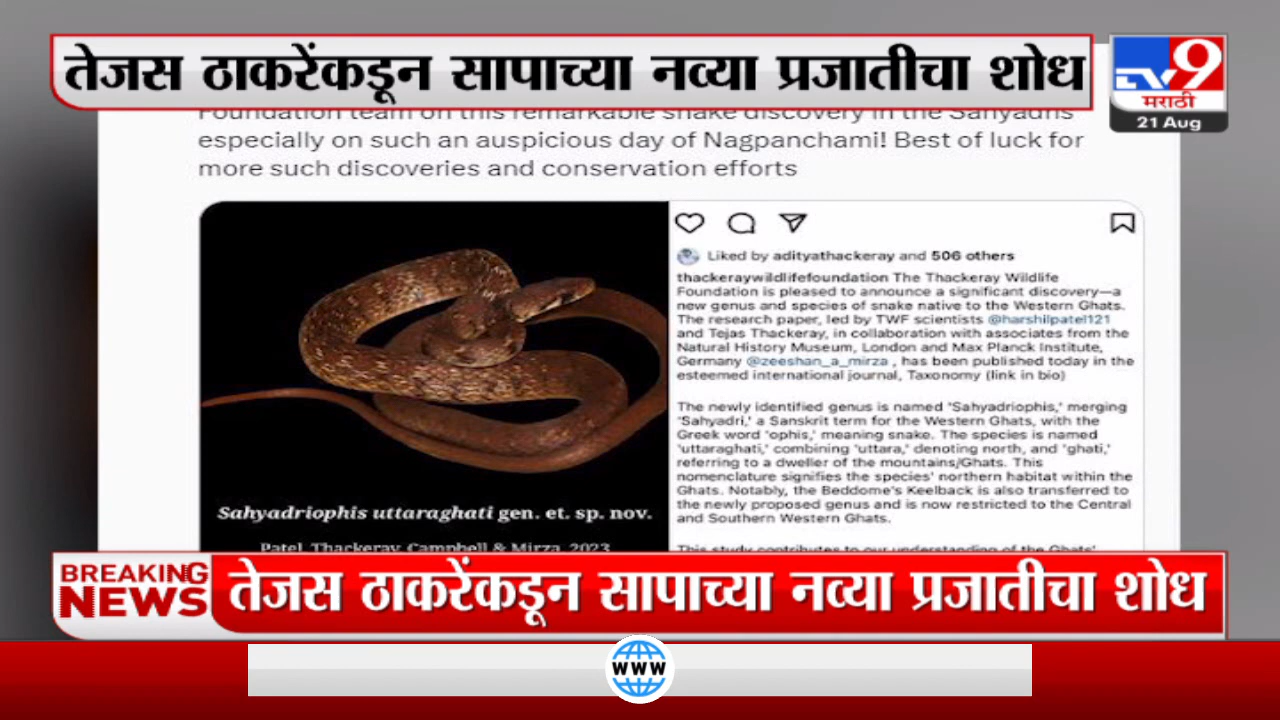 तेजस ठाकरेंकडून सापाच्या नव्या प्रजातीचा शोध
TV9
मराठी
21 Aug
Foundation team on this remarkable snake discovery in the Sahyadris
especially on such an auspicious day of Nagpanchami! Best of luck for
more such discoveries and conservation efforts
Liked by adityathackeray and 506 others
thackeraywildlifefoundation The Thackeray Wildlife
Foundation is pleased to announce a significant discovery—a
new genus and species of snake native to the Western Ghats.
The research paper, led by TWF scientists @harshilpatel121
and Tejas Thackeray, in collaboration with associates from the
Natural History Museum, London and Max Planck Institute,
Germany @zeeshan_a_mirza , has been published today in the
esteemed international journal, Taxonomy (link in bio)
The newly identified genus is named 'Sahyadriophis,' merging
'Sahyadri,' a Sanskrit term for the Western Ghats, with the
Greek word 'ophis,' meaning snake. The species is named
'uttaraghati,' combining 'uttara,' denoting north, and 'ghati,'
referring to a dweller of the mountains/Ghats. This
nomenclature signifies the species' northern habitat within the
Ghats. Notably, the Beddome's Keelback is also transferred to
the newly proposed genus and is now restricted to the Central
and Southern Western Ghats.
This study contributes to our understanding of the Ghats'
Sahyadriophis uttaraghati gen. et. sp. nov.
Patel, Thackeray, Campbell & Mirza, 2023
BREAKING
NEWS
तेजस ठाकरेंकडून सापाच्या नव्या प्रजातीचा शोध
WWW